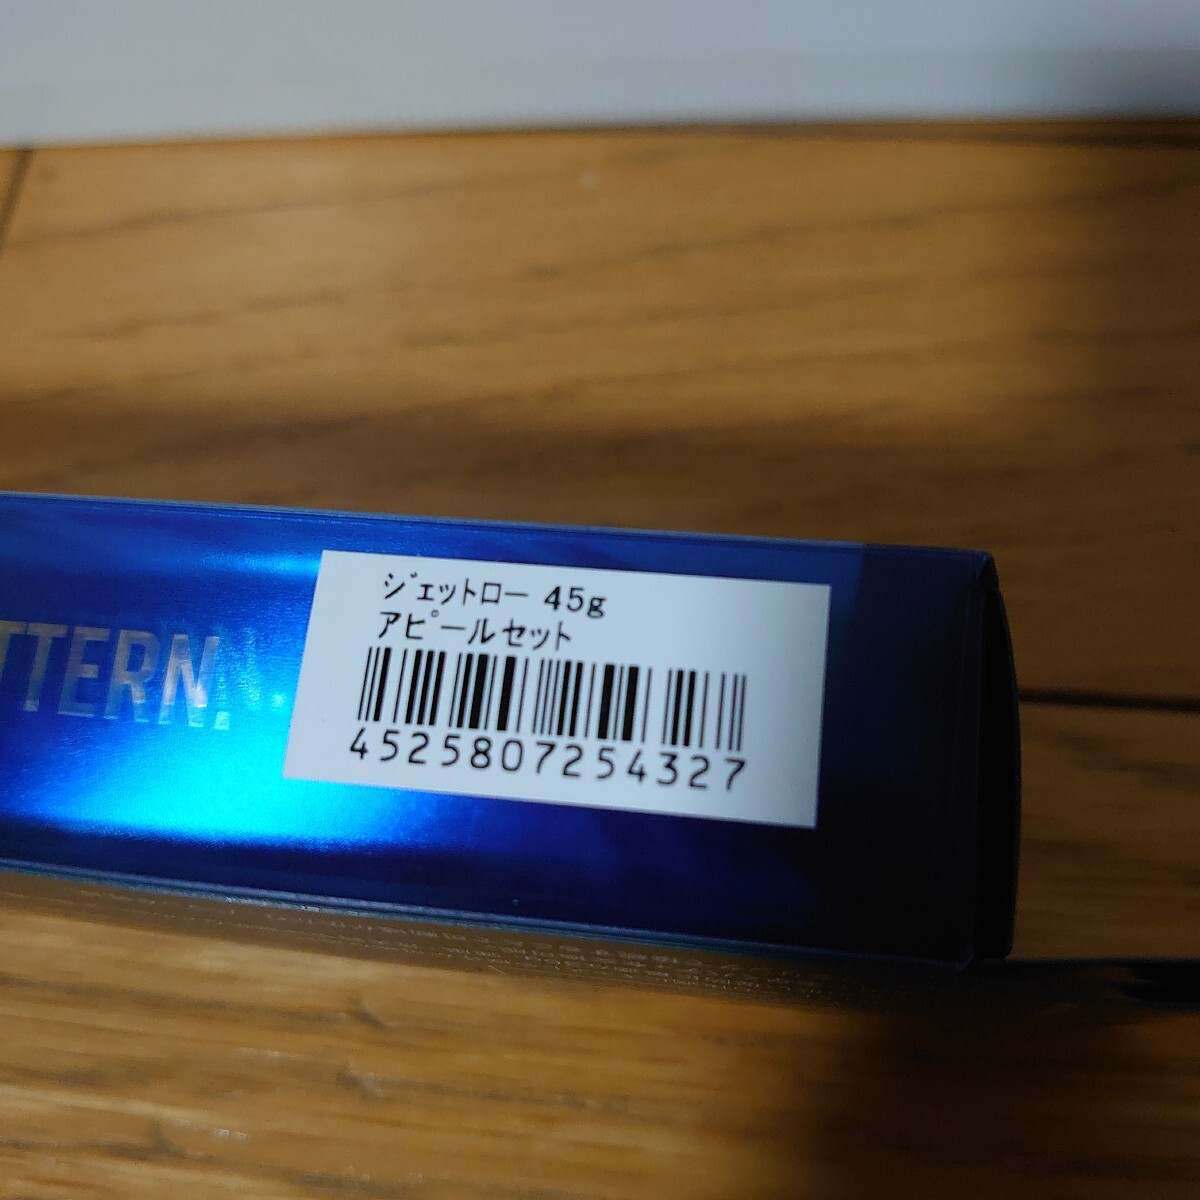 ｼﾞｪｯﾄﾛｰ 45g
ｱﾋﾟｰﾙｾｯﾄ
TTERN.
4525807254327